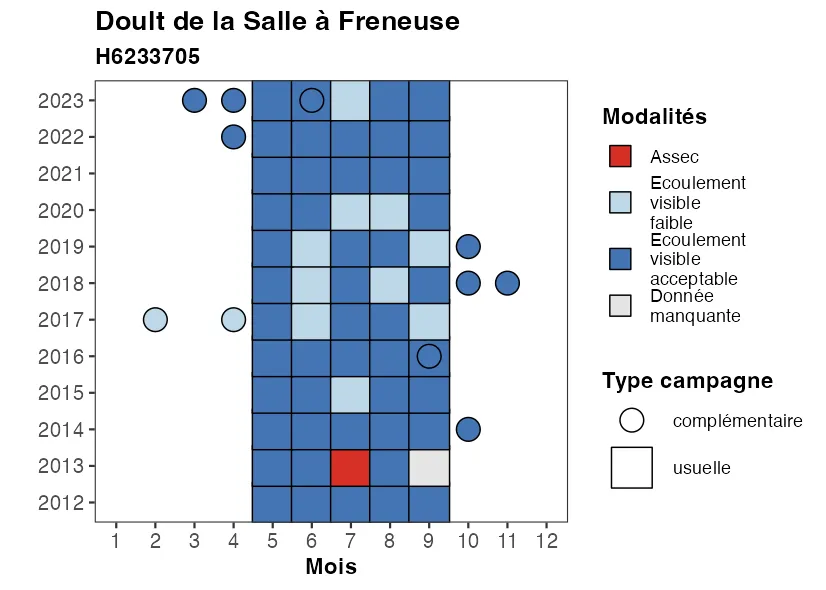 Doult de la Salle à Freneuse
H6233705
2023
2022
2021
2020
2019
2018
2017
2016
2015
2014
2013
2012
1 2 3 4 5 6 7 8 9 10 11 12
Mois
Modalités
Assec
Ecoulement
visible
faible
Ecoulement
visible
acceptable
Donnée
manquante
Type campagne
complémentaire
usuelle